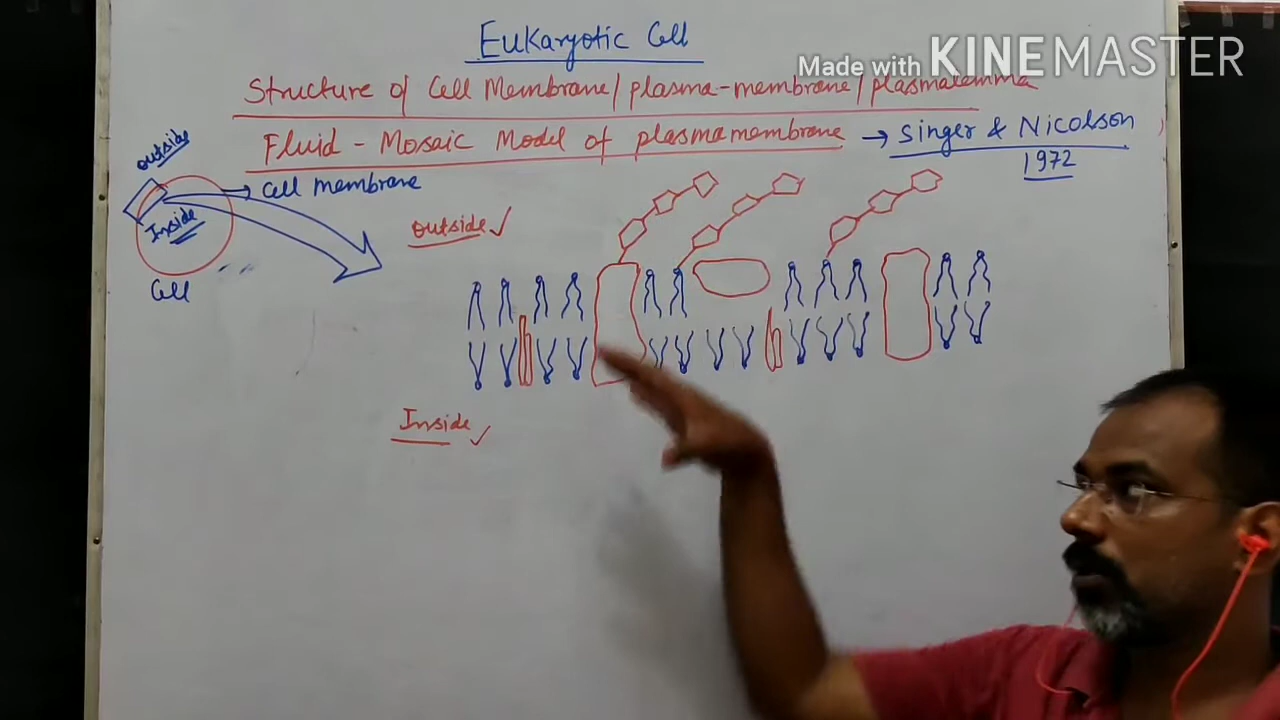 Eukaryotic Cell
Made with KINEMASTER
Structure of Cell Membrane/plasma-membrane/plasmalemma
Fluid - Mosaic Model of plasmamembrane → Singer & Nicolson
1972
outside
Cell membrane
Inside
Cell
outside ✓
Inside ✓